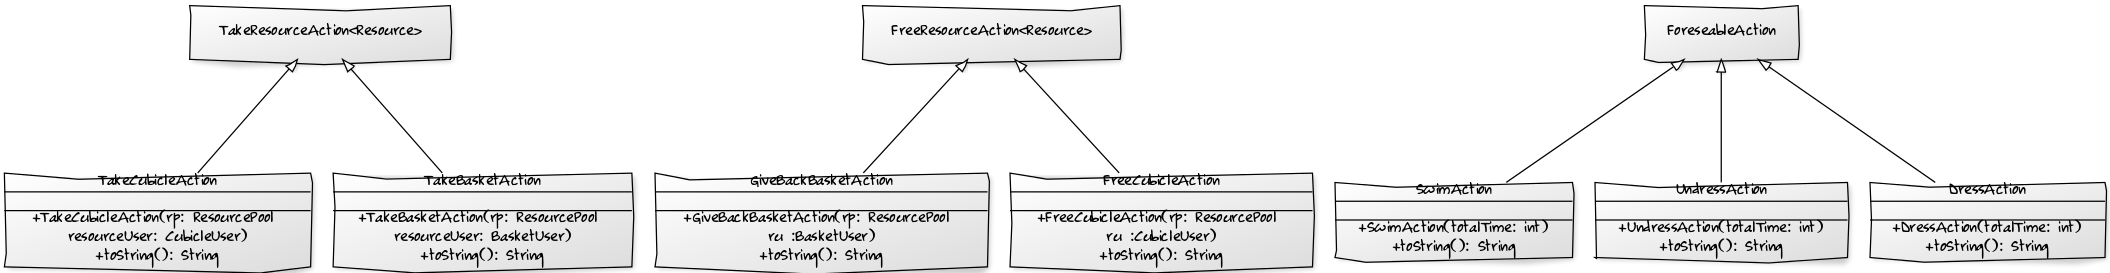 TakeResourceAction<Resource>
FreeResourceAction<Resource>
ForeseableAction
TakeCubicleAction
+TakeCubicleAction(rp: ResourcePool
resourceUser: CubicleUser)
+toString(): String
TakeBasketAction
+TakeBasketAction(rp: ResourcePool
resourceUser: BasketUser)
+toString(): String
GiveBackBasketAction
+GiveBackBasketAction(rp: ResourcePool
ru :BasketUser)
+toString(): String
FreeCubicleAction
+FreeCubicleAction(rp: ResourcePool
ru :CubicleUser)
+toString(): String
SwimAction
+SwimAction(totalTime: int)
+toString(): String
UndressAction
+UndressAction(totalTime: int)
+toString(): String
DressAction
+DressAction(totalTime: int)
+toString(): String